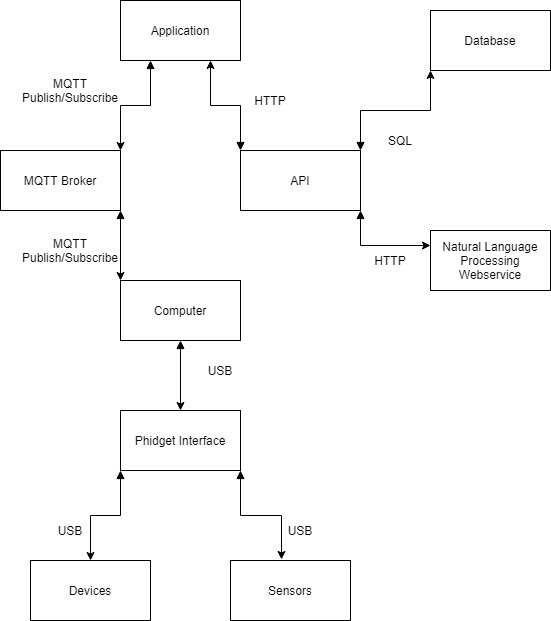 Application
Database
MQTT
Publish/Subscribe
HTTP
SQL
MQTT Broker
API
MQTT
Publish/Subscribe
HTTP
Natural Language
Processing
Webservice
Computer
USB
Phidget Interface
USB
USB
Devices
Sensors